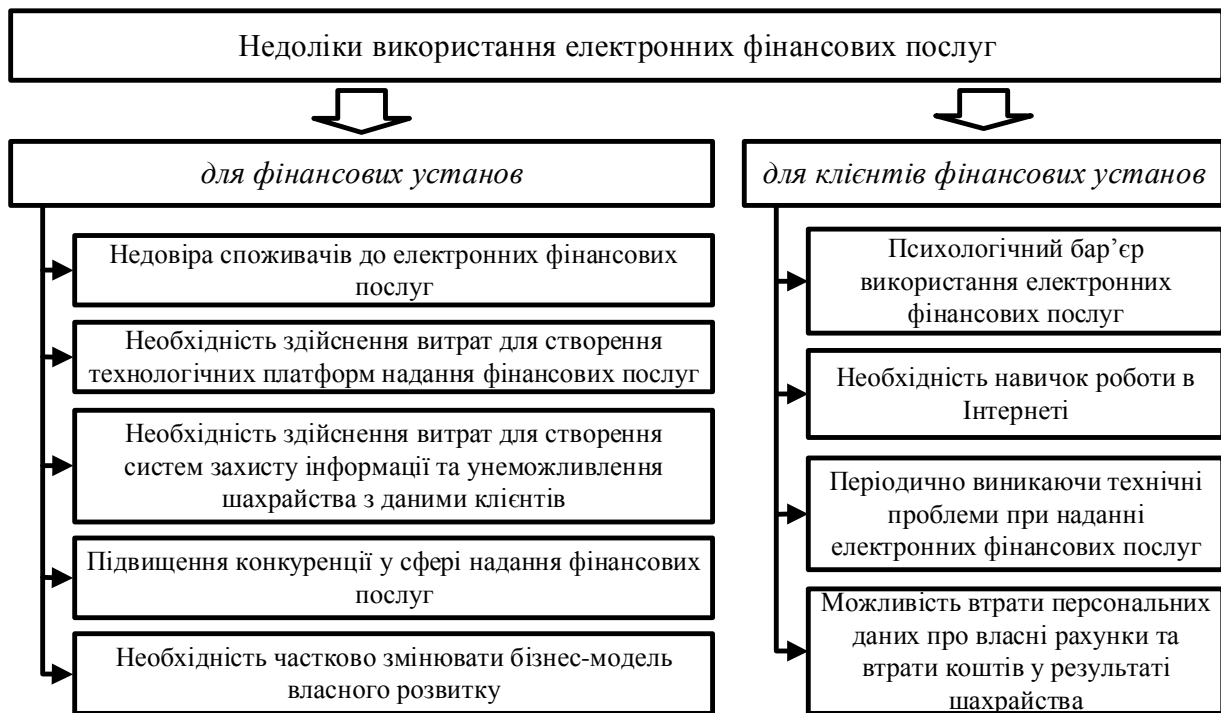 Недоліки використання електронних фінансових послуг
для фінансових установ
Недовіра споживачів до електронних фінансових
послуг
Необхідність здійснення витрат для створення
технологічних платформ надання фінансових послуг
Необхідність здійснення витрат для створення
систем захисту інформації та унеможливлення
шахрайства з даними клієнтів
Підвищення конкуренції у сфері надання фінансових
послуг
Необхідність частково змінювати бізнес-модель
власного розвитку
для клієнтів фінансових установ
Психологічний бар’єр
використання електронних
фінансових послуг
Необхідність навичок роботи в
Інтернеті
Періодично виникаючи технічні
проблеми при наданні
електронних фінансових послуг
Можливість втрати персональних
даних про власні рахунки та
втрати коштів у результаті
шахрайства